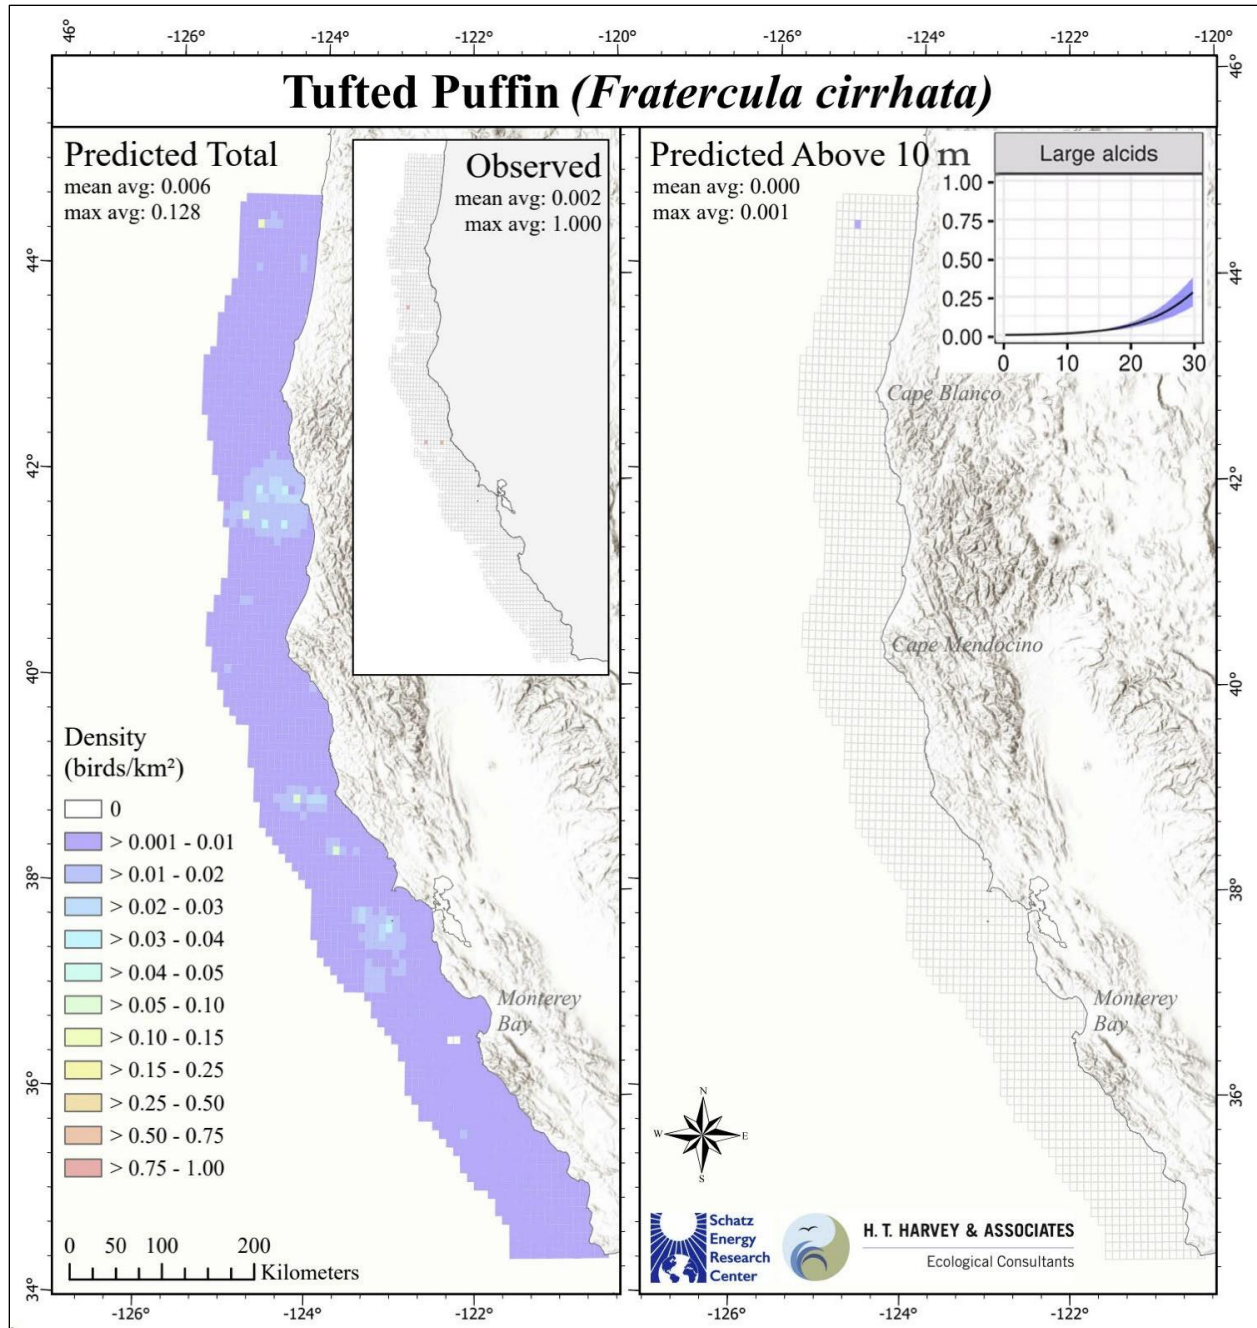 46°
-126°
-124°
-122°
-120°
-126°
-124°
-122°
-120°
46°
Tufted Puffin (Fratercula cirrhata)
Predicted Total
mean avg: 0.006
max avg: 0.128
Observed
mean avg: 0.002
max avg: 1.000
Predicted Above 10 m
mean avg: 0.000
max avg: 0.001
Large alcids
1.00
0.75
0.50
0.25
0.00
0
10
20
30
44°
42°
40°
38°
36°
34°
44°
42°
40°
38°
36°
Cape Blanco
Cape Mendocino
Monterey
Bay
Monterey
Bay
Density
(birds/km²)
0
> 0.001 - 0.01
> 0.01 - 0.02
> 0.02 - 0.03
> 0.03 - 0.04
> 0.04 - 0.05
> 0.05 - 0.10
> 0.10 - 0.15
> 0.15 - 0.25
> 0.25 - 0.50
> 0.50 - 0.75
> 0.75 - 1.00
0 50 100 200
Kilometers
N
W
E
S
Schatz
Energy
Research
Center
H. T. HARVEY & ASSOCIATES
Ecological Consultants
-126°
-124°
-122°
-126°
-124°
-122°